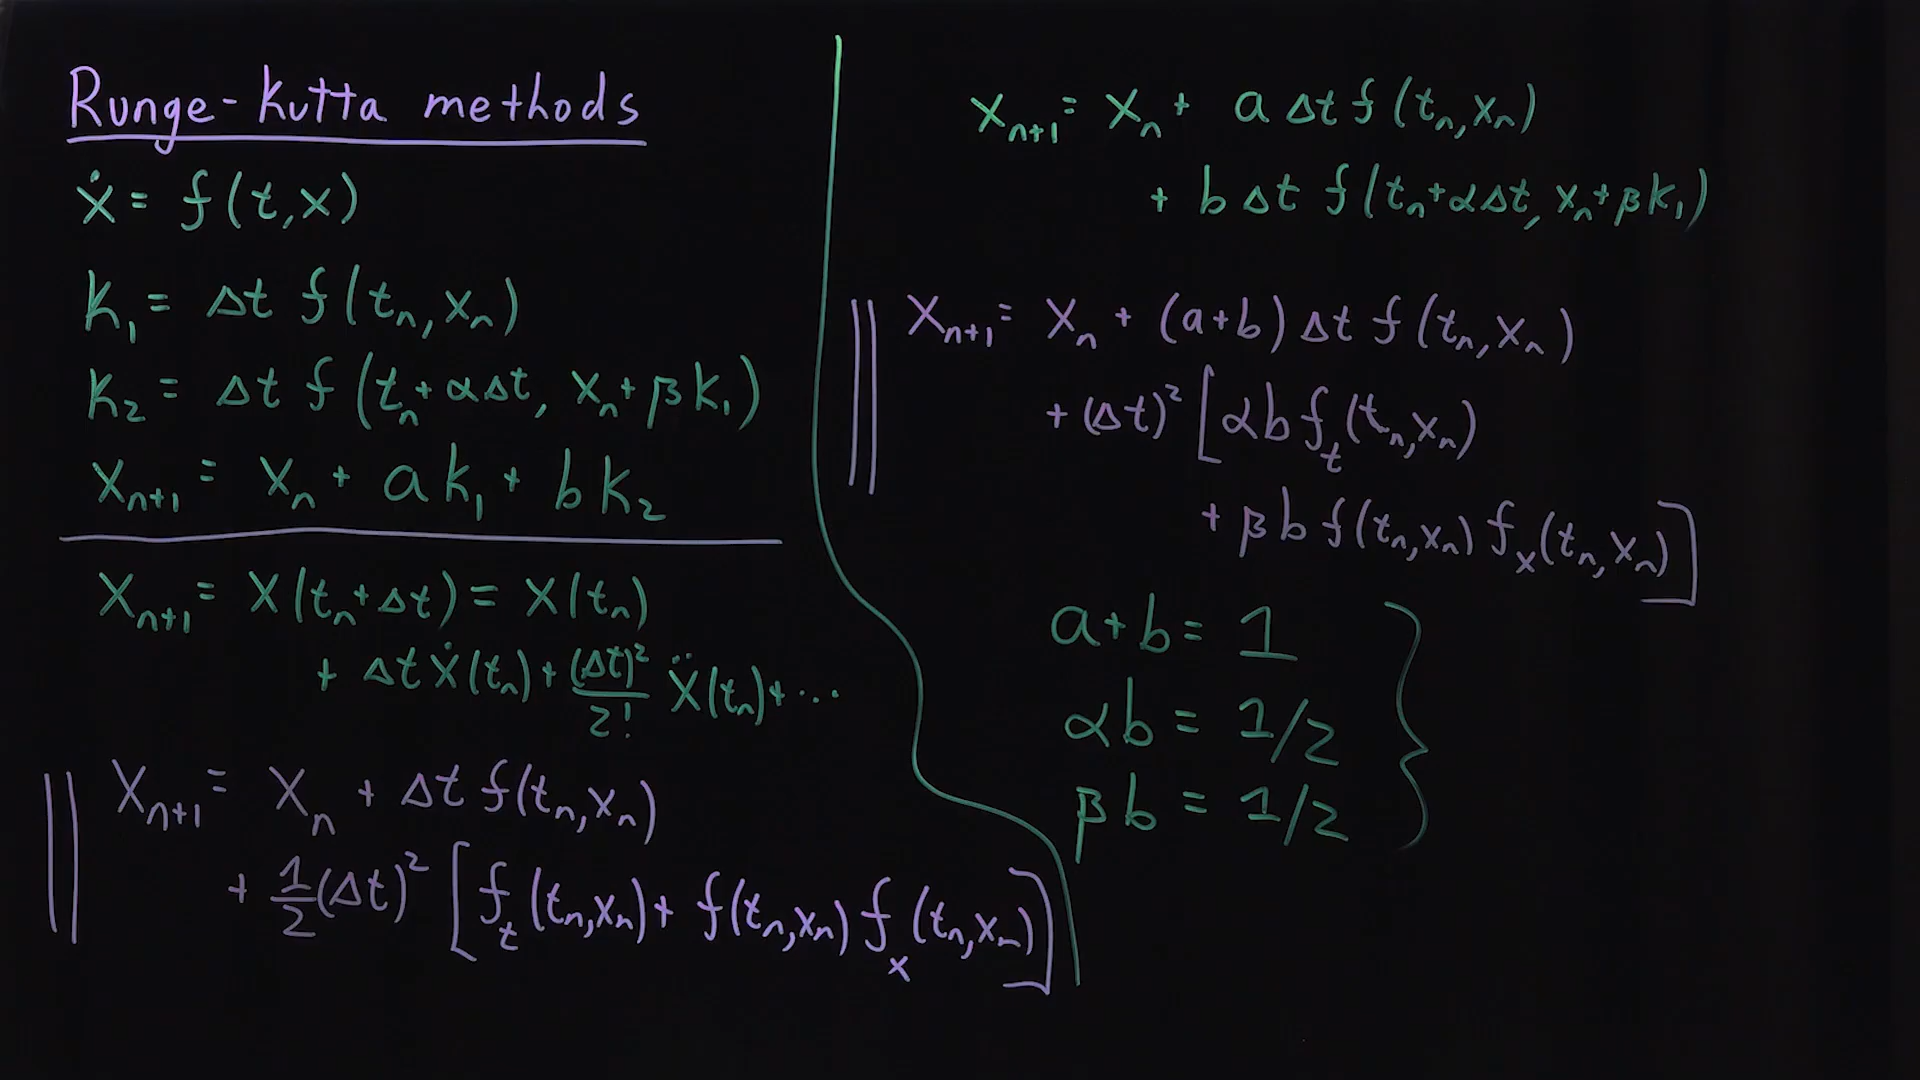 Runge-Kutta methods
ẋ = f(t,x)
K₁ = Δt f(tₙ,xₙ)
K₂ = Δt f(tₙ+αΔt, xₙ+βK₁)
xₙ₊₁ = xₙ + aK₁ + bK₂
xₙ₊₁ = x(tₙ+Δt) = x(tₙ)
+ Δt ẋ(tₙ) + (Δt)²/2! ẍ(tₙ) + ...
xₙ₊₁ = xₙ + Δt f(tₙ,xₙ)
+ 1/2 (Δt)² [f_t(tₙ,xₙ) + f(tₙ,xₙ) f_x(tₙ,xₙ)]
xₙ₊₁ = xₙ + a Δt f(tₙ,xₙ)
+ b Δt f(tₙ+αΔt, xₙ+βK₁)
xₙ₊₁ = xₙ + (a+b) Δt f(tₙ,xₙ)
+ (Δt)² [αb f_t(tₙ,xₙ)
+ βb f(tₙ,xₙ) f_x(tₙ,xₙ)]
a+b = 1
αb = 1/2
βb = 1/2